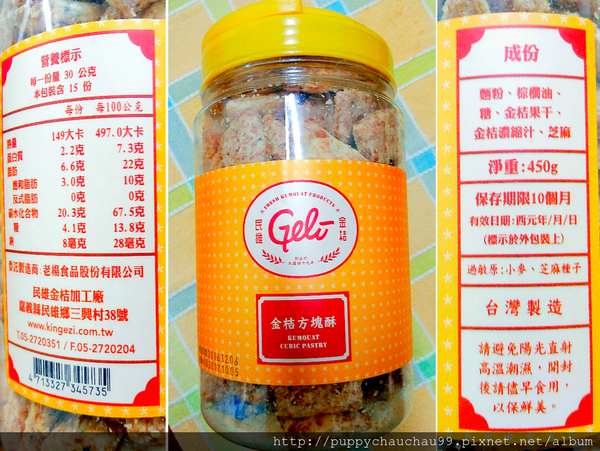 營養標示
每一份量 30 公克
本包裝含 15 份
每份 每100公克
熱量 149大卡 497.0大卡
蛋白質 2.2克 7.3克
脂肪 6.6克 22克
飽和脂肪 3.0克 10克
反式脂肪 0克 0克
碳水化合物 20.3克 67.5克
糖 4.1克 13.8克
鈉 8毫克 28毫克
委託製造商:老楊食品股份有限公司
民雄金桔加工廠
嘉義縣民雄鄉三興村38號
www.kingezi.com.tw
T.05-2720351 / F.05-2720204
4713327345735
FRESH KUMQUAT PRODUCTS
民雄
Geli
金桔
金桔方塊酥
KUMQUAT
CUBIC PASTRY
成份
麵粉、棕櫚油、
糖、金桔果干、
金桔濃縮汁、芝麻
淨重:450g
保存期限10個月
有效日期:西元年/月/日
(標示於外包裝上)
過敏原:小麥、芝麻種子
台灣製造
請避免陽光直射
高溫潮濕,開封
後請儘早食用,
以保鮮美。
http://puppychauchau99.pixnet.net/album